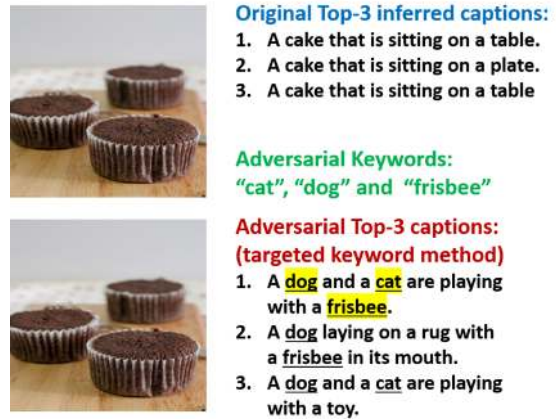 Original Top-3 inferred captions:
1. A cake that is sitting on a table.
2. A cake that is sitting on a plate.
3. A cake that is sitting on a table
Adversarial Keywords:
“cat”, “dog” and “frisbee”
Adversarial Top-3 captions:
(targeted keyword method)
1. A dog and a cat are playing
with a frisbee.
2. A dog laying on a rug with
a frisbee in its mouth.
3. A dog and a cat are playing
with a toy.